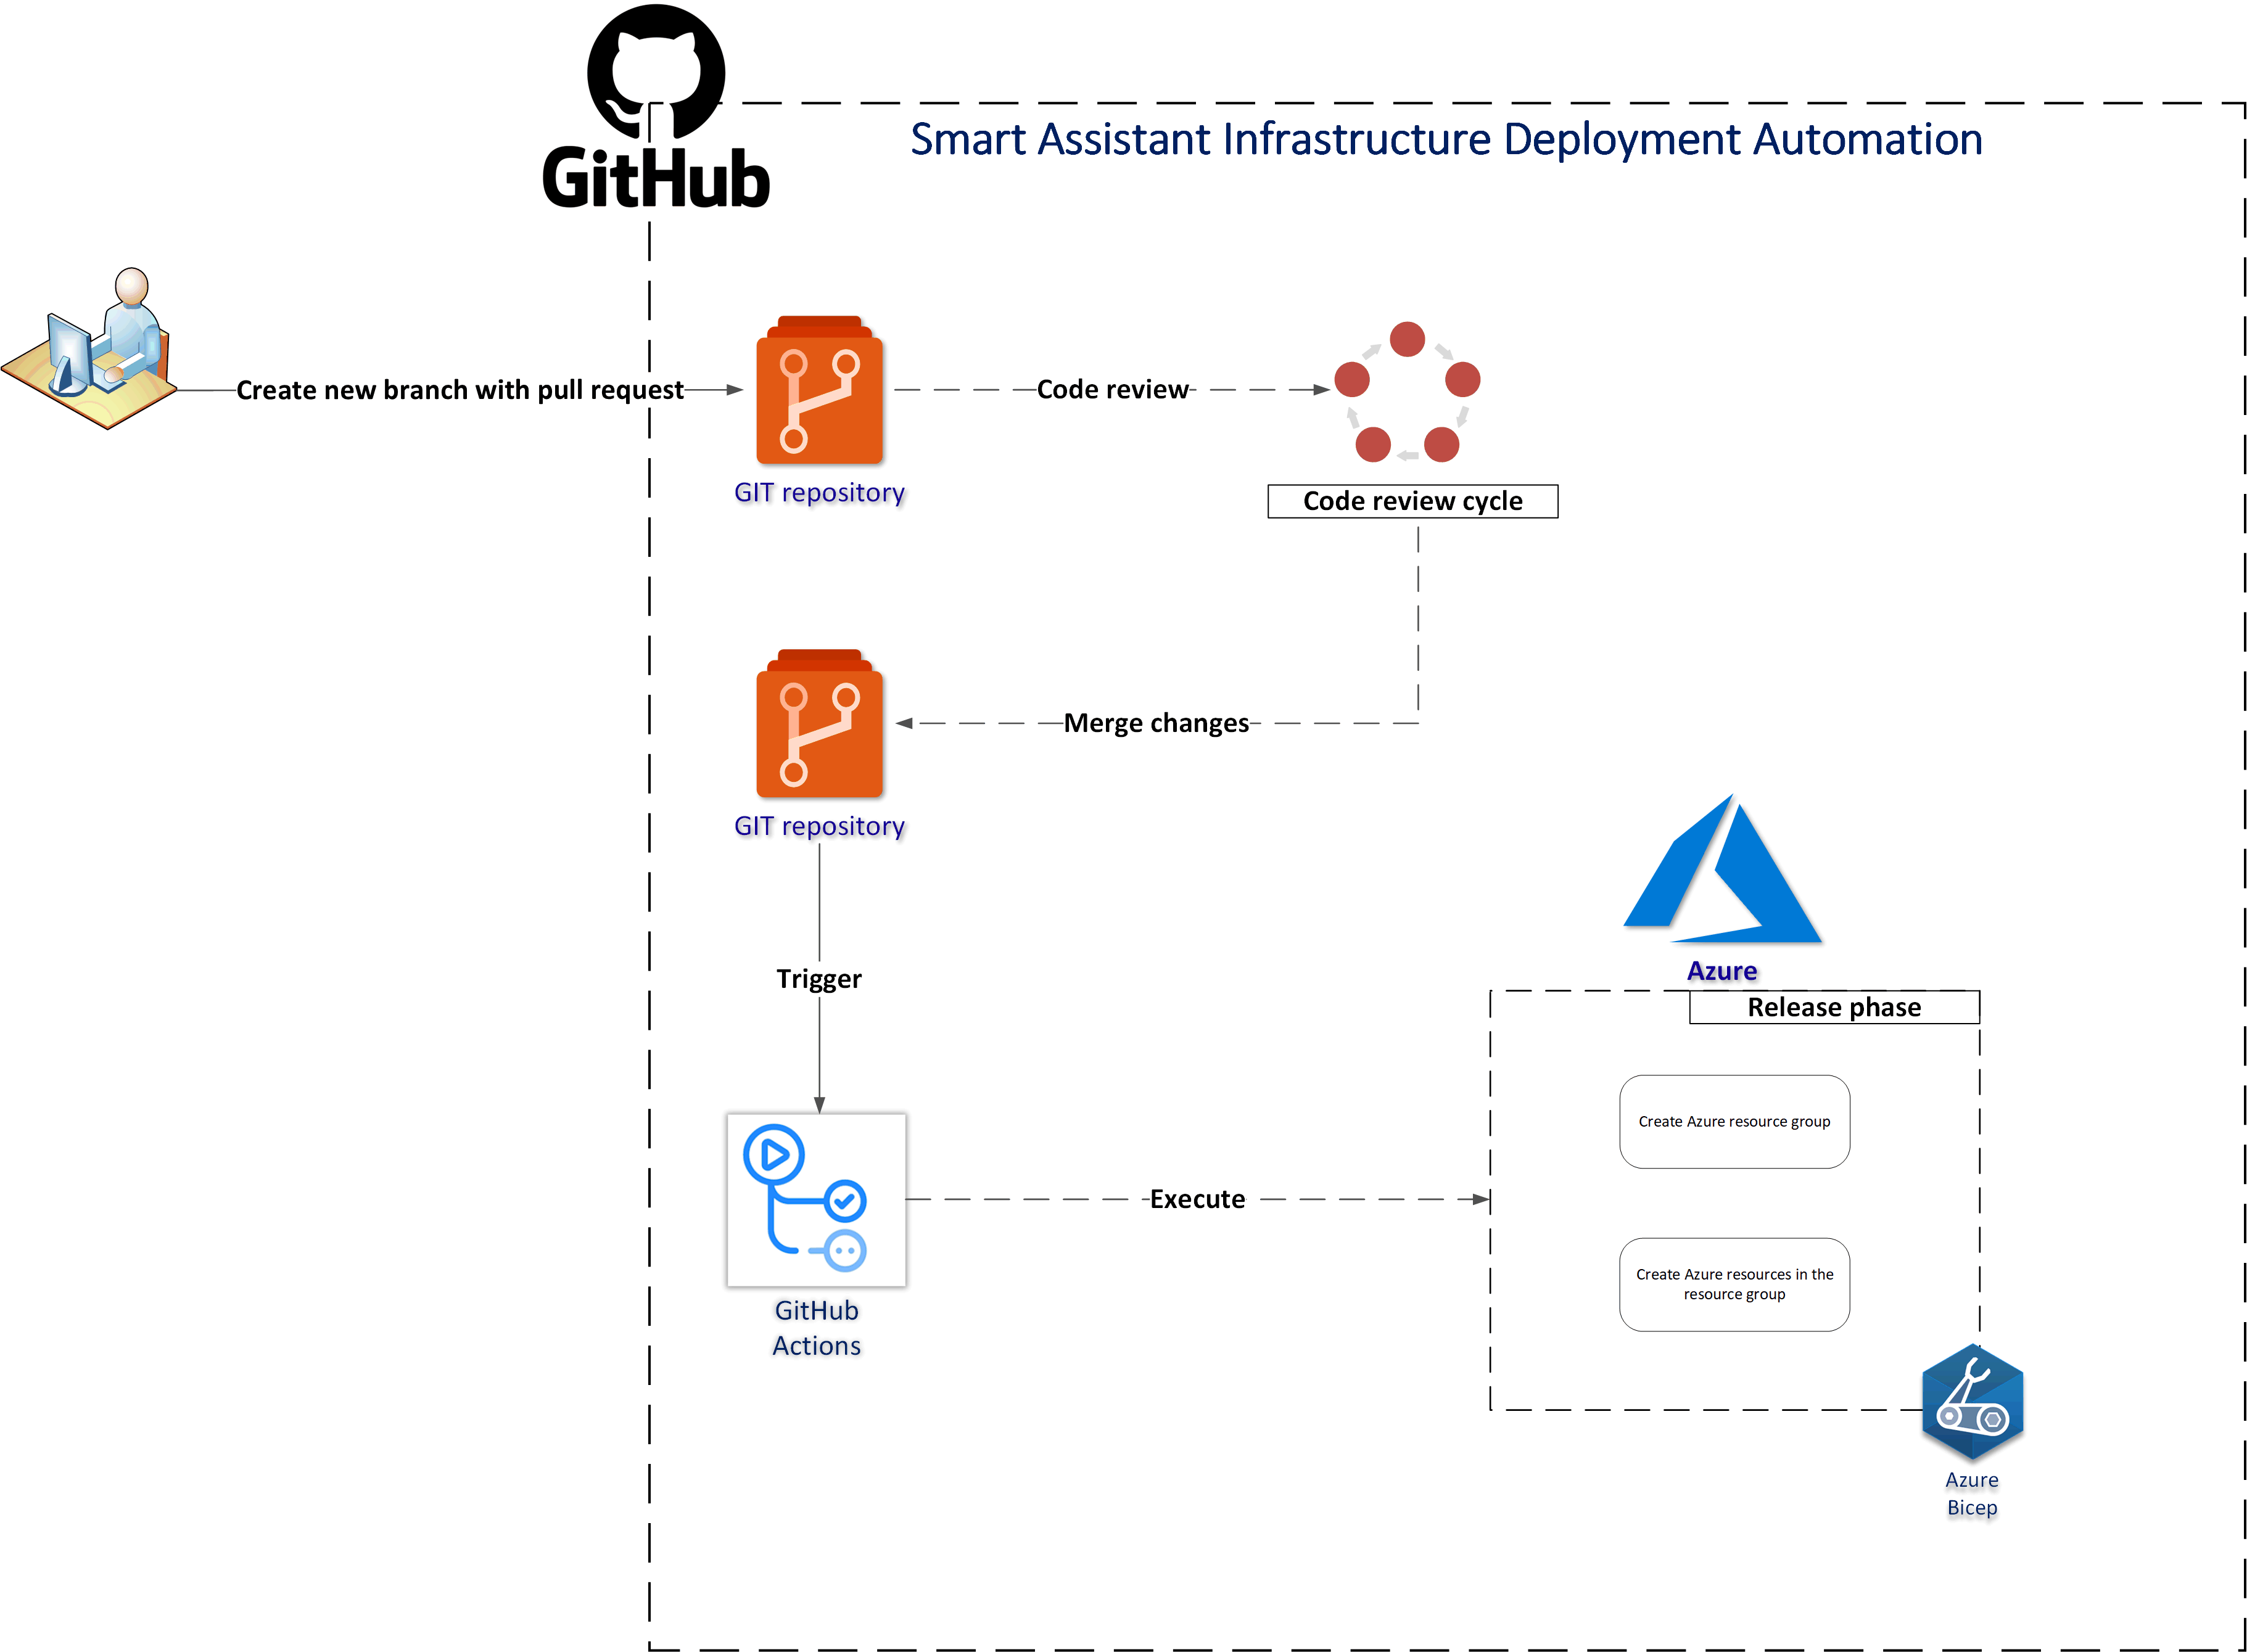 GitHub
Smart Assistant Infrastructure Deployment Automation
Create new branch with pull request
Code review
GIT repository
Code review cycle
Merge changes
GIT repository
Trigger
Azure
Release phase
Create Azure resource group
Execute
Create Azure resources in the
resource group
GitHub
Actions
Azure
Bicep